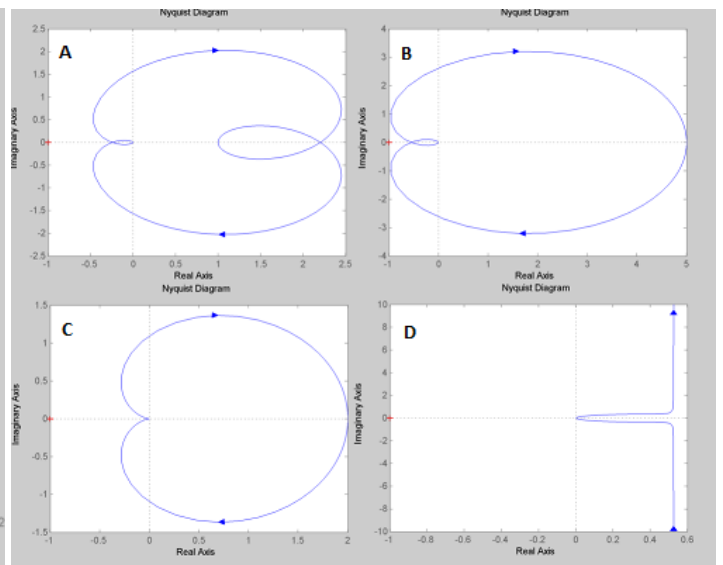 Nyquist Diagram
A
Imaginary Axis
2.5
2
1.5
1
0.5
0
-0.5
-1
-1.5
-2
-2.5
-1 -0.5 0 0.5 1 1.5 2 2.5
Real Axis
Nyquist Diagram
B
Imaginary Axis
4
3
2
1
0
-1
-2
-3
-4
-1 0 1 2 3 4 5
Real Axis
Nyquist Diagram
C
Imaginary Axis
1.5
1
0.5
0
-0.5
-1
-1.5
-1 -0.5 0 0.5 1 1.5 2
Real Axis
Nyquist Diagram
D
Imaginary Axis
10
8
6
4
2
0
-2
-4
-6
-8
-10
-1 -0.8 -0.6 -0.4 -0.2 0 0.2 0.4 0.6
Real Axis
2